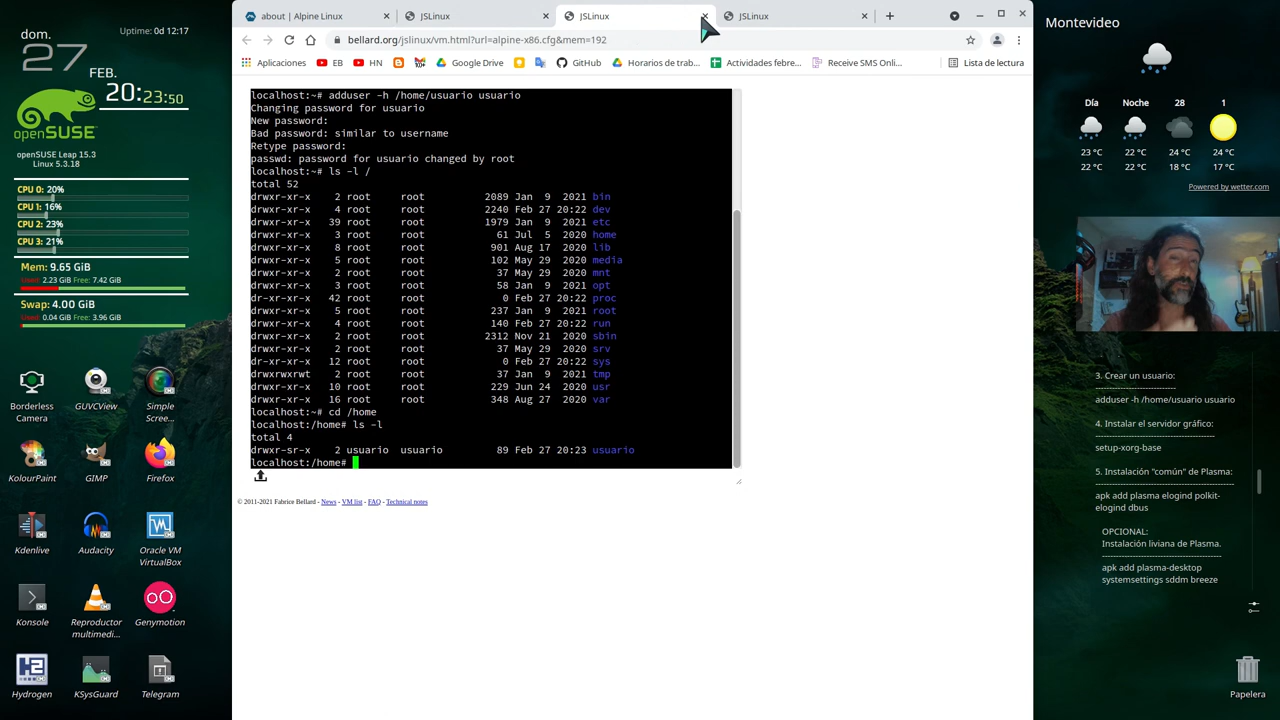 dom.
27
FEB.
20:23:50
Uptime: 0d 12:17
openSUSE
openSUSE Leap 15.3
Linux 5.3.18
CPU 0: 20%
CPU 1: 16%
CPU 2: 23%
CPU 3: 21%
Mem: 9.65 GiB
Used: 2.23 GiB Free: 7.42 GiB
Swap: 4.00 GiB
Used: 0.04 GiB Free: 3.96 GiB
Borderless
Camera
GUVCView
Simple
Scree...
KolourPaint
GIMP
Firefox
Kdenlive
Audacity
Oracle VM
VirtualBox
Konsole
Reproductor
multimedi...
Genymotion
Hydrogen
KSysGuard
Telegram
about | Alpine Linux
JSLinux
JSLinux
JSLinux
bellard.org/jslinux/vm.html?url=alpine-x86.cfg&mem=192
Aplicaciones
EB
HN
Google Drive
GitHub
Horarios de trab...
Actividades febre...
Receive SMS Onli...
Lista de lectura
localhost:~# adduser -h /home/usuario usuario
Changing password for usuario
New password:
Bad password: similar to username
Retype password:
passwd: password for usuario changed by root
localhost:~# ls -l /
total 52
drwxr-xr-x 2 root root 2089 Jan 9 2021 bin
drwxr-xr-x 4 root root 2240 Feb 27 20:22 dev
drwxr-xr-x 39 root root 1979 Jan 9 2021 etc
drwxr-xr-x 3 root root 61 Jul 5 2020 home
drwxr-xr-x 8 root root 901 Aug 17 2020 lib
drwxr-xr-x 5 root root 102 May 29 2020 media
drwxr-xr-x 2 root root 37 May 29 2020 mnt
drwxr-xr-x 3 root root 58 Jan 9 2021 opt
dr-xr-xr-x 42 root root 0 Feb 27 20:22 proc
drwxr-xr-x 5 root root 237 Jan 9 2021 root
drwxr-xr-x 4 root root 140 Feb 27 20:22 run
drwxr-xr-x 2 root root 2312 Nov 21 2020 sbin
drwxr-xr-x 2 root root 37 May 29 2020 srv
drwxr-xr-x 12 root root 0 Feb 27 20:22 sys
drwxrwxrwt 2 root root 37 Jan 9 2021 tmp
drwxr-xr-x 10 root root 229 Jun 24 2020 usr
drwxr-xr-x 16 root root 348 Aug 27 2020 var
localhost:~# cd /home
localhost:/home# ls -l
total 4
drwxr-sr-x 2 usuario usuario 89 Feb 27 20:23 usuario
localhost:/home#
© 2011-2021 Fabrice Bellard - News - VM list - FAQ - Technical notes
Montevideo
Día Noche 28 1
23 °C 22 °C 24 °C 24 °C
22 °C 22 °C 18 °C 17 °C
Powered by wetter.com
3. Crear un usuario:
----------------------------
adduser -h /home/usuario usuario
4. Instalar el servidor gráfico:
-----------------------------------------
setup-xorg-base
5. Instalación "común" de Plasma:
-----------------------------------------------
apk add plasma elogind polkit-
elogind dbus
OPCIONAL:
Instalación liviana de Plasma.
-----------------------------------------
apk add plasma-desktop
systemsettings sddm breeze
Papelera